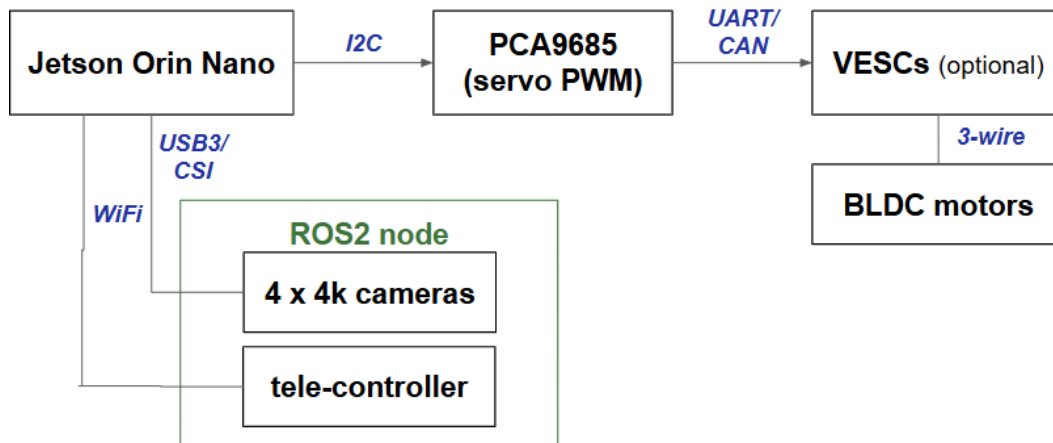 Jetson Orin Nano
I2C
PCA9685
(servo PWM)
UART/
CAN
VESCs (optional)
USB3/
CSI
3-wire
BLDC motors
WiFi
ROS2 node
4 x 4k cameras
tele-controller